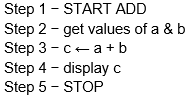 Step 1 − START ADD
Step 2 − get values of a & b
Step 3 − c ← a + b
Step 4 − display c
Step 5 − STOP